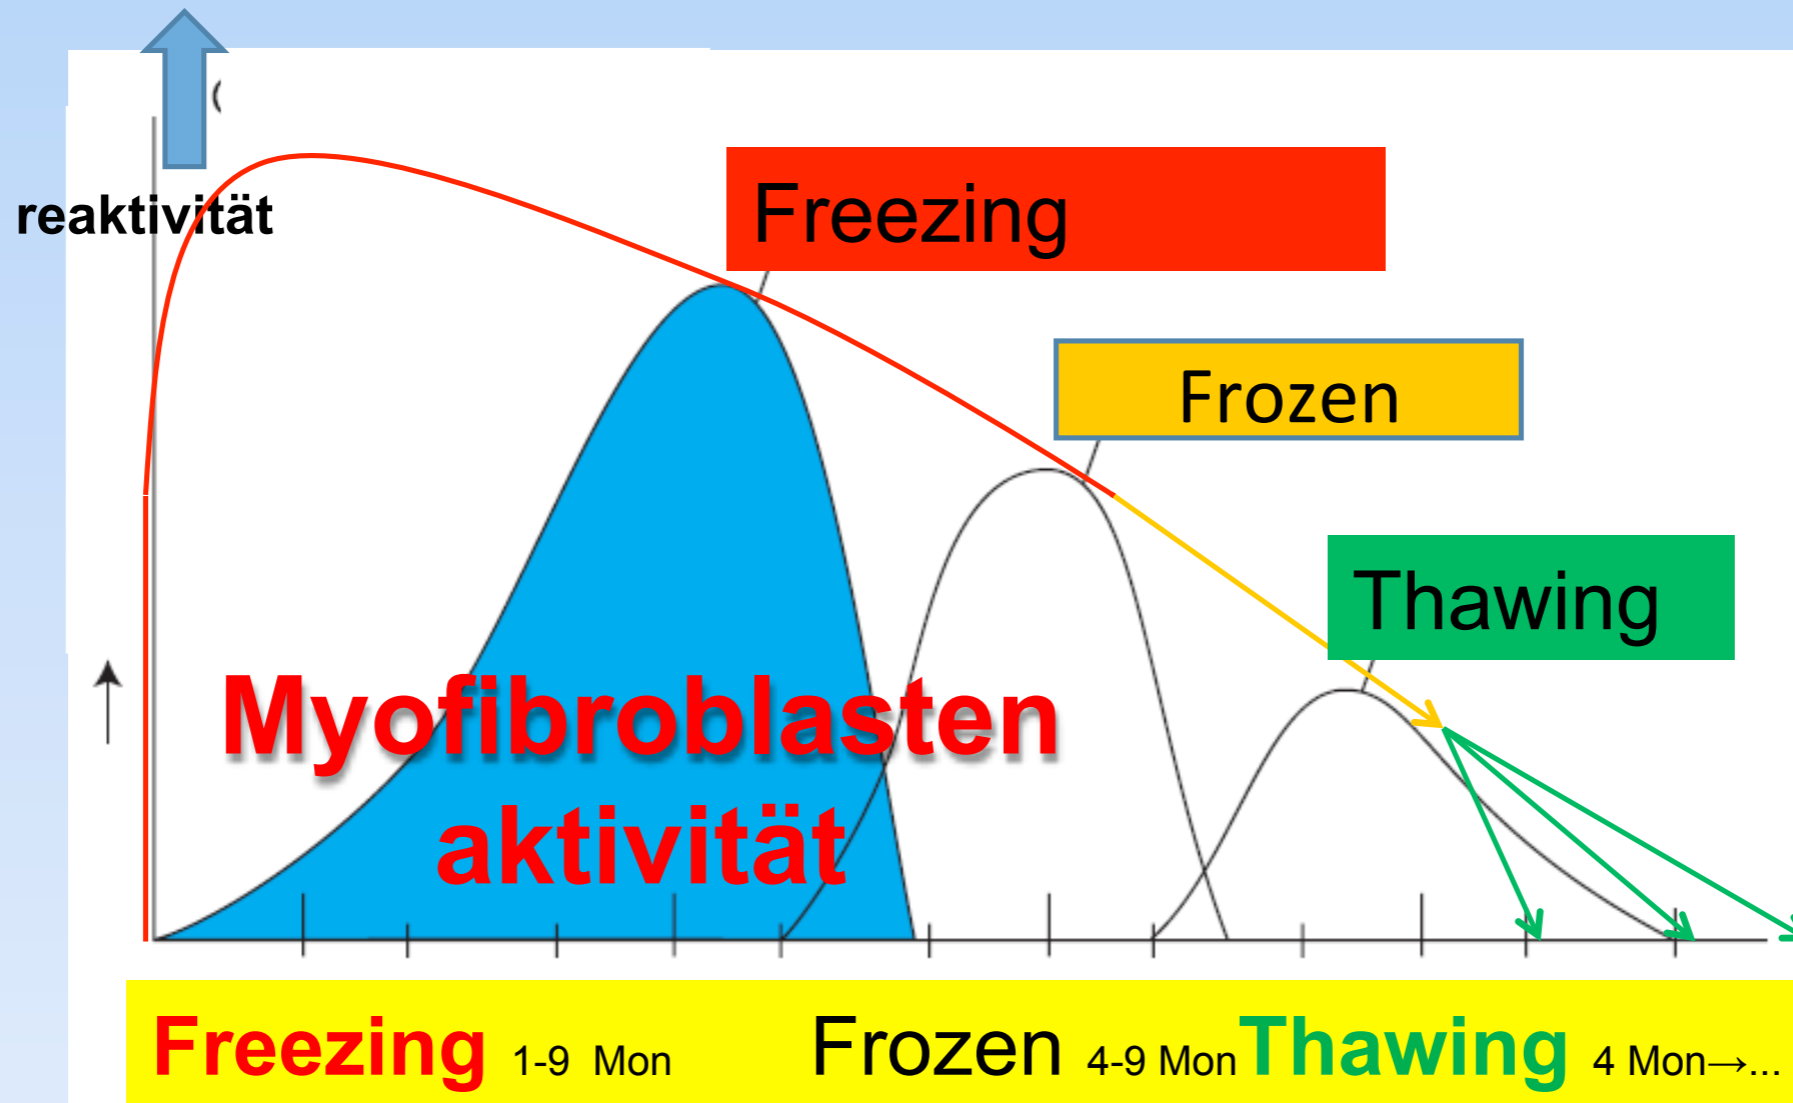 reaktivität
Freezing
Frozen
Thawing
Myofibroblasten
aktivität
Freezing 1-9 Mon Frozen 4-9 Mon Thawing 4 Mon→...